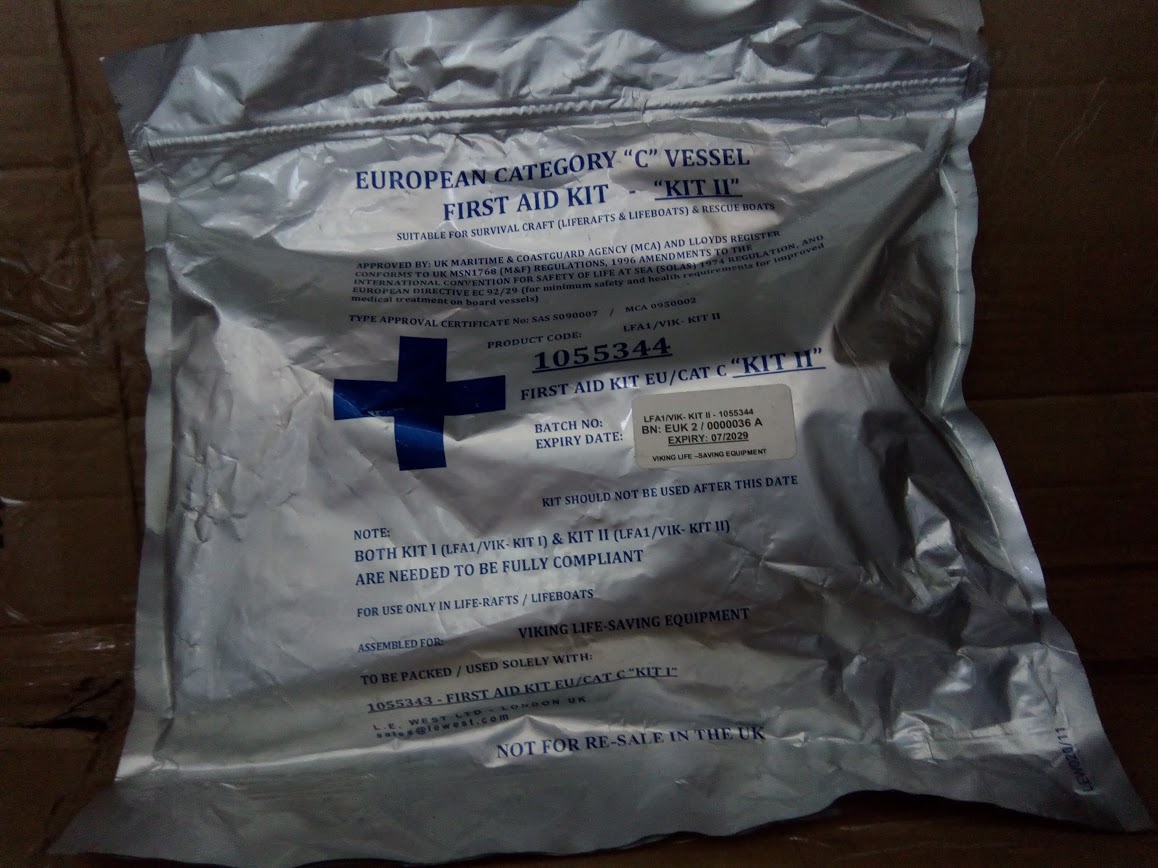 EUROPEAN CATEGORY “C” VESSEL
FIRST AID KIT - “KIT II”
SUITABLE FOR SURVIVAL CRAFT (LIFERAFTS & LIFEBOATS) & RESCUE BOATS
APPROVED BY: UK MARITIME & COASTGUARD AGENCY (MCA) AND LLOYDS REGISTER
CONFORMS TO UK MSN1768 (M&F) REGULATIONS, 1996 AMENDMENTS TO THE
INTERNATIONAL CONVENTION FOR SAFETY OF LIFE AT SEA (SOLAS) 1974 REGULATION, AND
EUROPEAN DIRECTIVE EC 92/29 (for minimum safety and health requirements for improved
medical treatment on board vessels)
TYPE APPROVAL CERTIFICATE No: SAS S090007 / MCA 0950002
PRODUCT CODE: LFA1/VIK- KIT II
1055344
FIRST AID KIT EU/CAT C “KIT II”
BATCH NO:
EXPIRY DATE:
LFA1/VIK- KIT II - 1055344
BN: EUK 2 / 0000036 A
EXPIRY: 07/2029
VIKING LIFE –SAVING EQUIPMENT
KIT SHOULD NOT BE USED AFTER THIS DATE
NOTE:
BOTH KIT I (LFA1/VIK- KIT I) & KIT II (LFA1/VIK- KIT II)
ARE NEEDED TO BE FULLY COMPLIANT
FOR USE ONLY IN LIFE-RAFTS / LIFEBOATS
ASSEMBLED FOR: VIKING LIFE-SAVING EQUIPMENT
TO BE PACKED / USED SOLELY WITH:
1055343 - FIRST AID KIT EU/CAT C “KIT I”
L.E. WEST LTD - LONDON UK
sales@lewest.com
NOT FOR RE-SALE IN THE UK